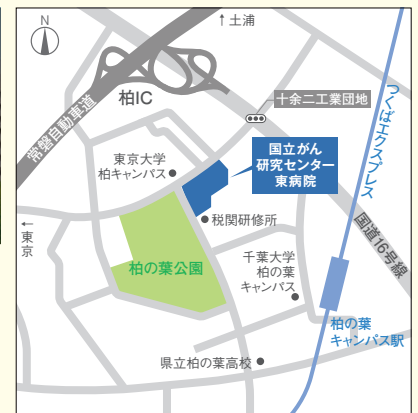 N
↑土浦
柏IC
常磐自動車道
十余二工業団地
つくばエクスプレス
国立がん
研究センター
東病院
東京大学
柏キャンパス
税関研修所
国道16号線
←
東京
柏の葉公園
千葉大学
柏の葉
キャンパス
柏の葉
キャンパス駅
県立柏の葉高校